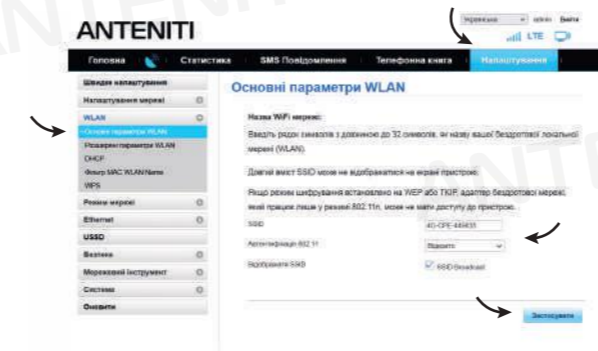 ANTENITI
Українська admin Вийти
LTE
Головна Статистика SMS Повідомлення Телефонна книга Налаштування
Швидке налаштування
Налаштування мережі
WLAN
Основні параметри WLAN
Розширені параметри WLAN
DHCP
Фільтр MAC WLAN Name
WPS
Режим мережі
Ethernet
USSD
Безпека
Мережевий інструмент
Система
Оновити
Основні параметри WLAN
Назва WiFi мережі:
Введіть рядок символів з довжиною до 32 символів, як назву вашої бездротової локальної
мережі (WLAN).
Довгий вміст SSID може не відображатися на екрані пристрою.
Якщо режим шифрування встановлено на WEP або TKIP, адаптер бездротової мережі,
який працює лише у режимі 802.11n, може не мати доступу до пристрою.
SSID
Автентифікація 802.11 Відкрито
Відображати SSID SSID Broadcast
Застосувати